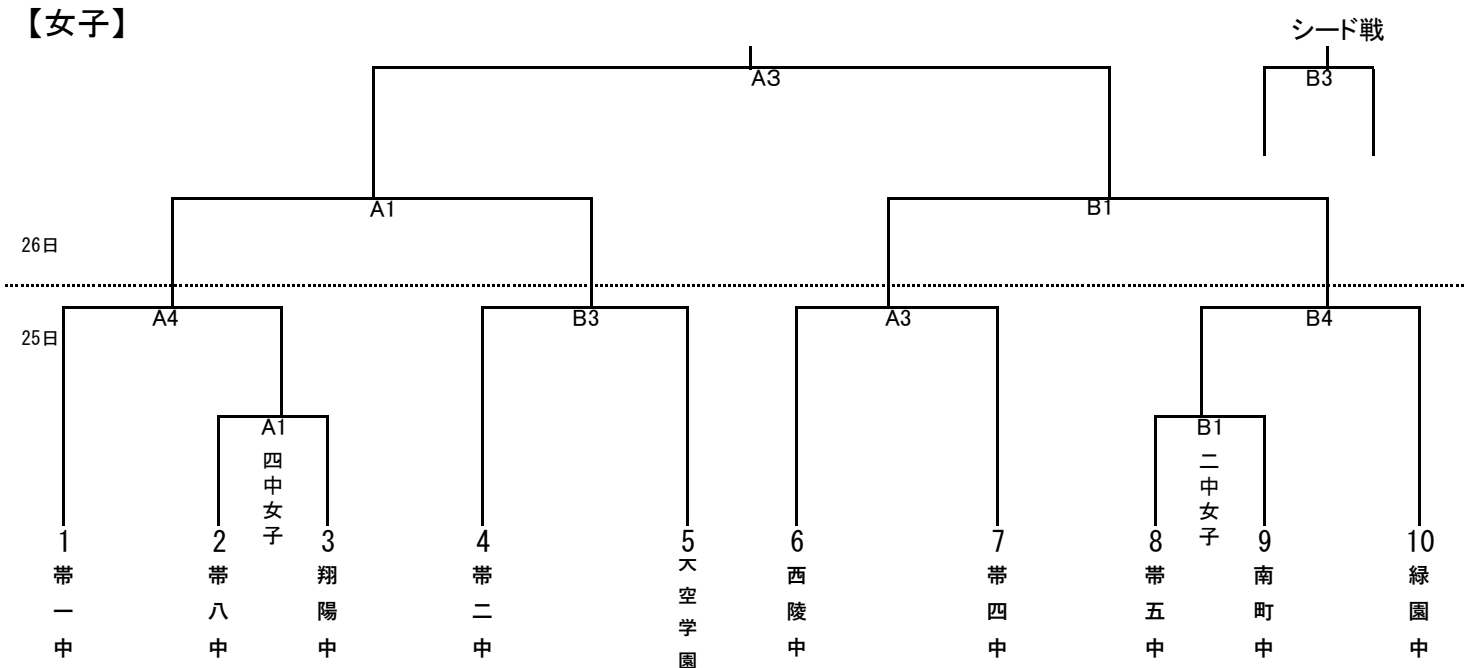 【女子】
シード戦
A3
B3
A1
B1
26日
A4
B3
A3
B4
25日
A1
B1
四中女子
二中女子
1
2
3
4
5
6
7
8
9
10
帯一中
帯八中
翔陽中
帯二中
大空学園
西陵中
帯四中
帯五中
南町中
緑園中